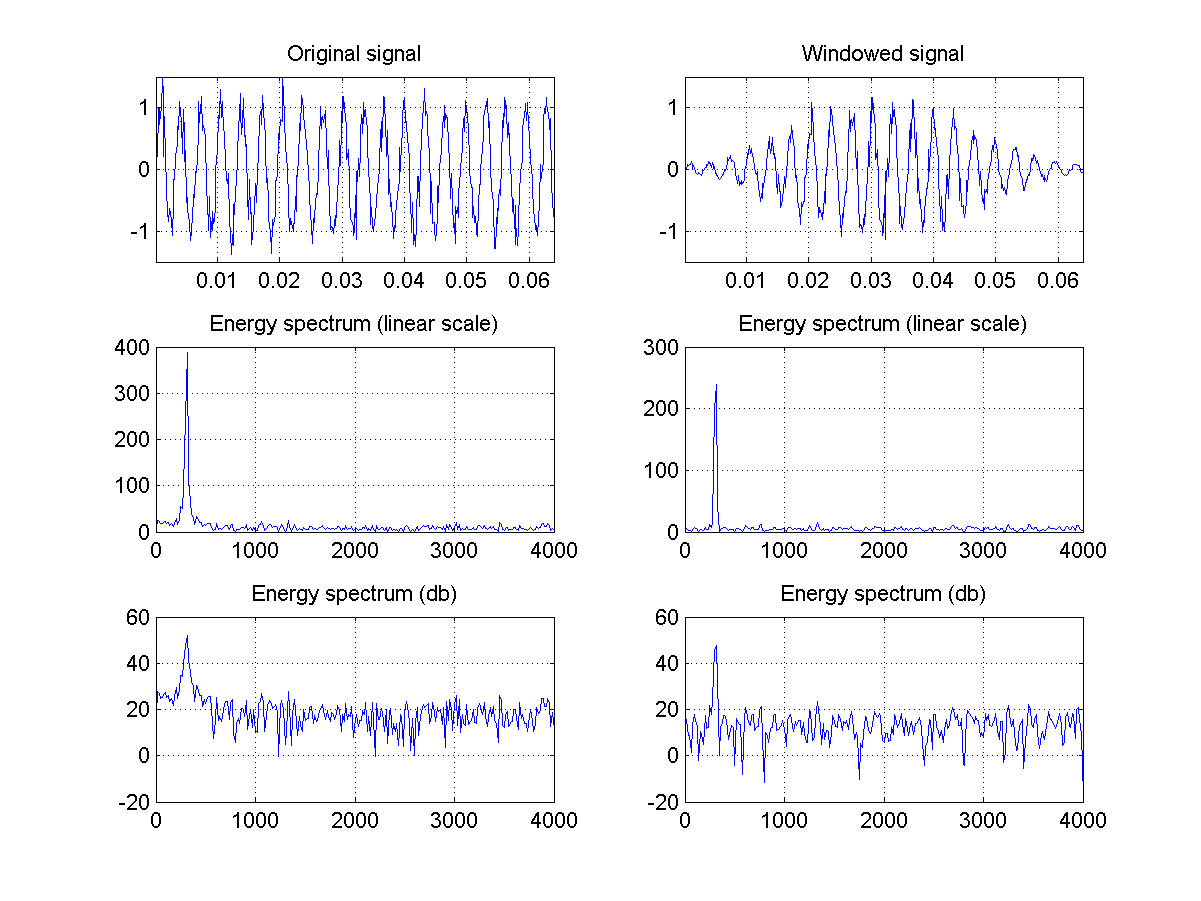 Original signal
1
0
-1
0.01 0.02 0.03 0.04 0.05 0.06
Windowed signal
1
0
-1
0.01 0.02 0.03 0.04 0.05 0.06
Energy spectrum (linear scale)
400
300
200
100
0
0 1000 2000 3000 4000
Energy spectrum (linear scale)
300
200
100
0
0 1000 2000 3000 4000
Energy spectrum (db)
60
40
20
0
-20
0 1000 2000 3000 4000
Energy spectrum (db)
60
40
20
0
-20
0 1000 2000 3000 4000